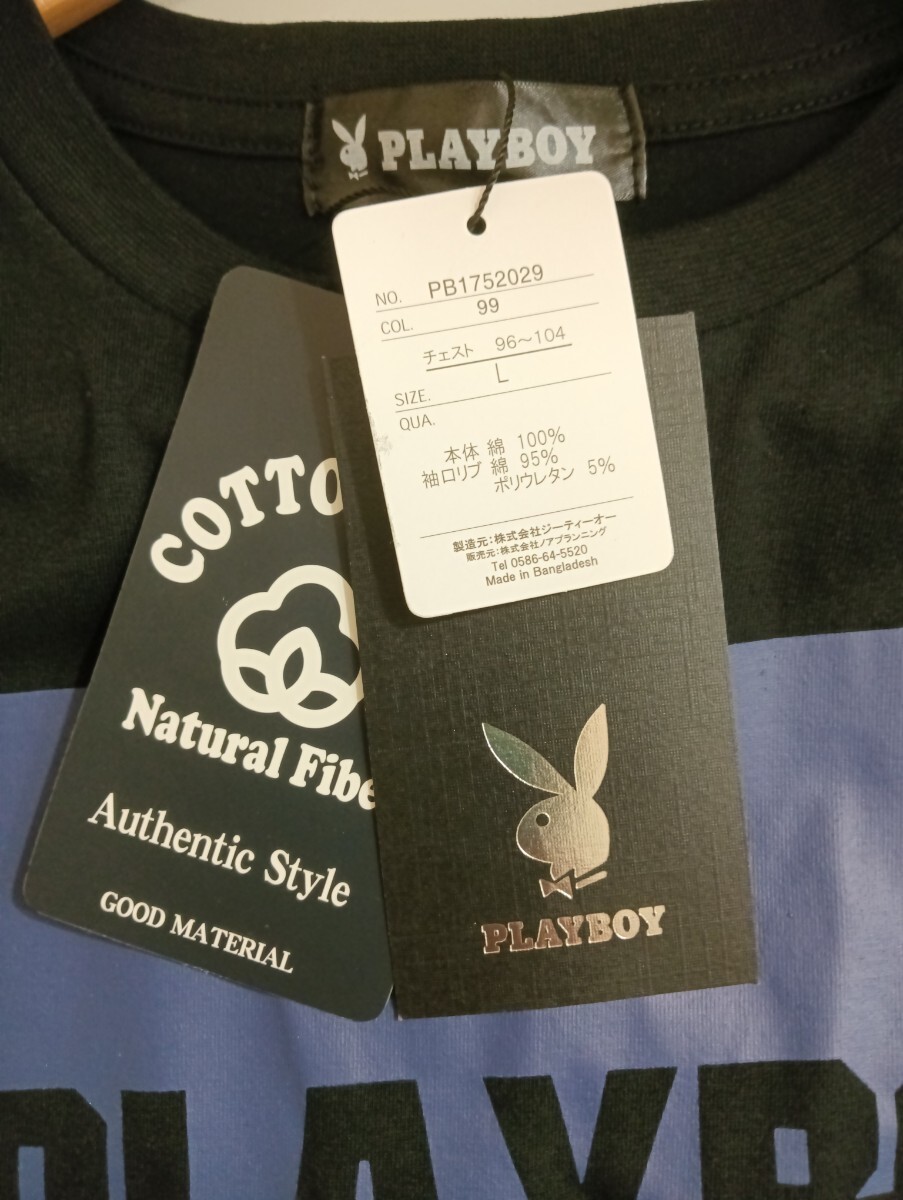 PLAYBOY
NO. PB1752029
COL. 99
チェスト 96～104
SIZE. L
QUA.
本体 綿 100%
袖口リブ 綿 95%
ポリウレタン 5%
製造元:株式会社ジーティーオー
販売元:株式会社ノアプランニング
Tel 0586-64-5520
Made in Bangladesh
COTTO
Natural Fibe
Authentic Style
GOOD MATERIAL
PLAYBOY
PLAYB